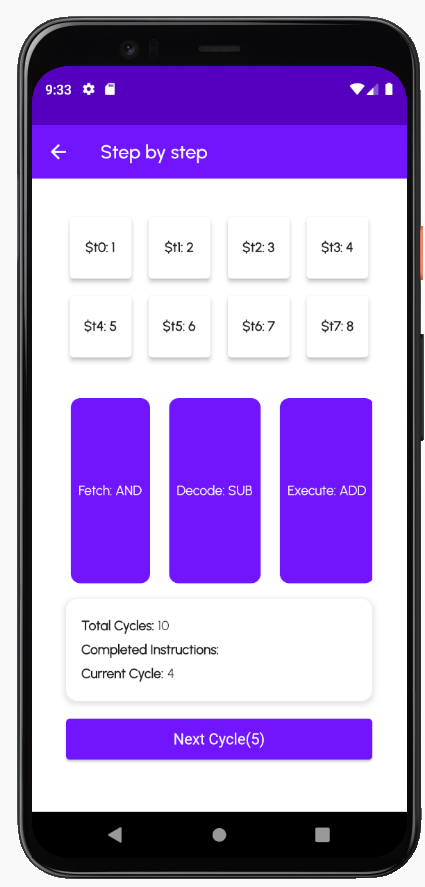 9:33
Step by step
$t0: 1 $t1: 2 $t2: 3 $t3: 4
$t4: 5 $t5: 6 $t6: 7 $t7: 8
Fetch: AND Decode: SUB Execute: ADD
Total Cycles: 10
Completed Instructions:
Current Cycle: 4
Next Cycle(5)